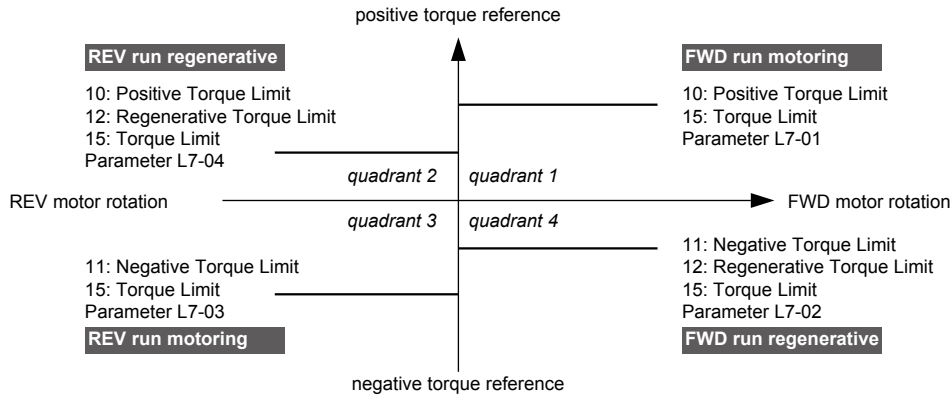 positive torque reference
REV run regenerative
10: Positive Torque Limit
12: Regenerative Torque Limit
15: Torque Limit
Parameter L7-04
FWD run motoring
10: Positive Torque Limit
15: Torque Limit
Parameter L7-01
quadrant 2
quadrant 1
REV motor rotation
FWD motor rotation
quadrant 3
quadrant 4
11: Negative Torque Limit
15: Torque Limit
Parameter L7-03
REV run motoring
11: Negative Torque Limit
12: Regenerative Torque Limit
15: Torque Limit
Parameter L7-02
FWD run regenerative
negative torque reference